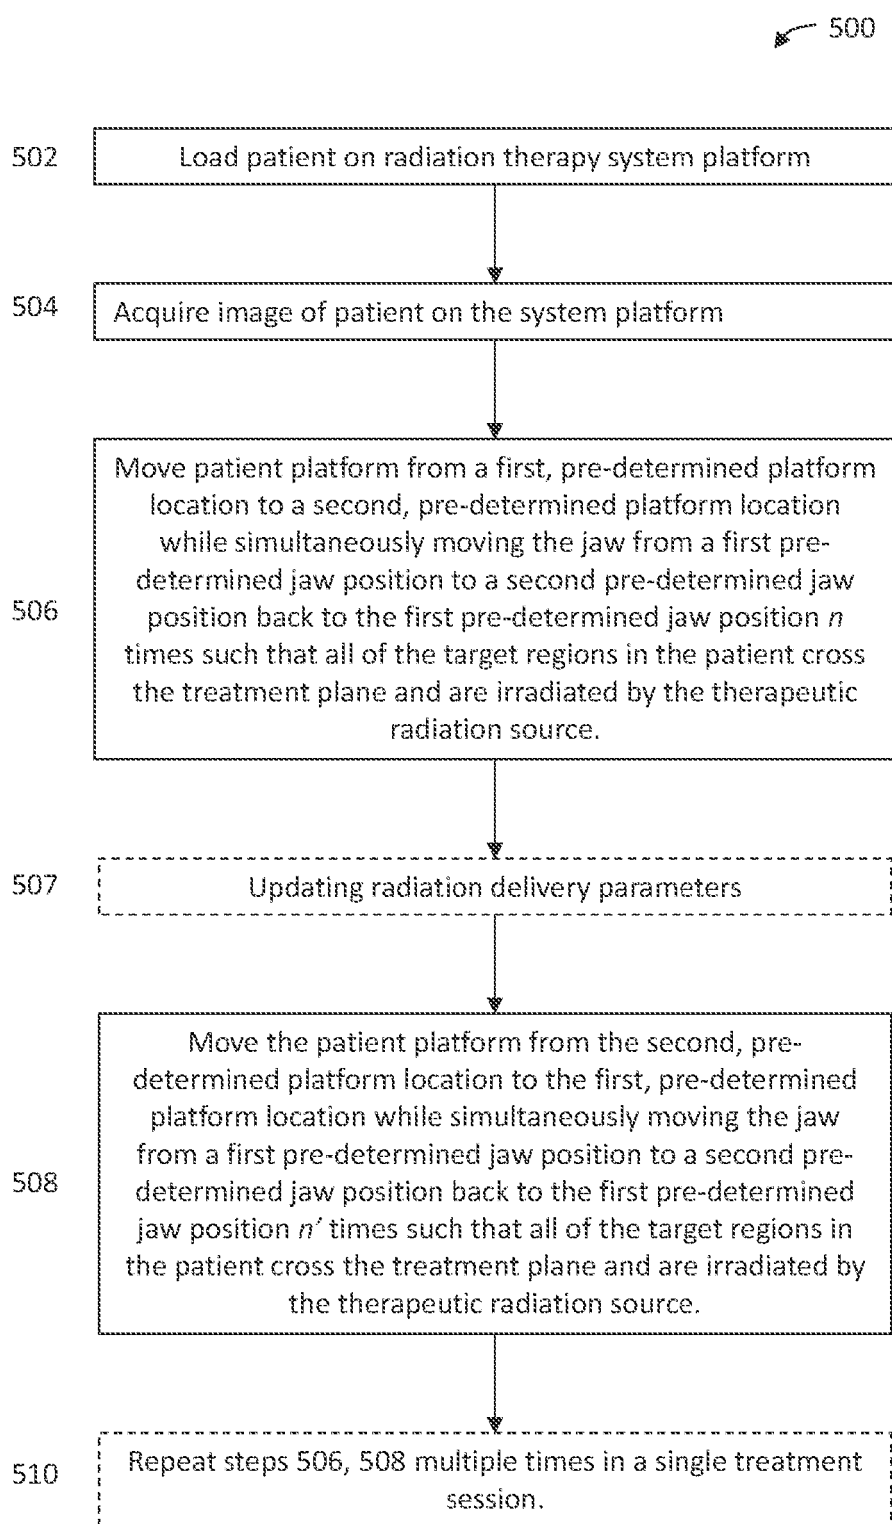 500
502
Load patient on radiation therapy system platform
504
Acquire image of patient on the system platform
506
Move patient platform from a first, pre-determined platform
location to a second, pre-determined platform location
while simultaneously moving the jaw from a first pre-
determined jaw position to a second pre-determined jaw
position back to the first pre-determined jaw position n
times such that all of the target regions in the patient cross
the treatment plane and are irradiated by the therapeutic
radiation source.
507
Updating radiation delivery parameters
508
Move the patient platform from the second, pre-
determined platform location to the first, pre-determined
platform location while simultaneously moving the jaw
from a first pre-determined jaw position to a second pre-
determined jaw position back to the first pre-determined
jaw position n’ times such that all of the target regions in
the patient cross the treatment plane and are irradiated by
the therapeutic radiation source.
510
Repeat steps 506, 508 multiple times in a single treatment
session.